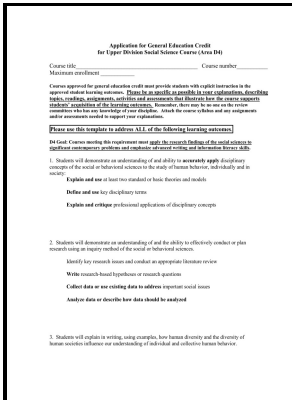 Application for General Education Credit
for Upper Division Social Science Course (Area D4)
Course title_______________ Course number__________
Maximum enrollment ____________
Courses approved for general education credit must provide students with explicit instruction in the
approved student learning outcomes. Please be as specific as possible in your explanations, describing
topics, readings, assignments, activities and assessments that illustrate how the course supports
students' acquisition of the learning outcomes. Remember, there may be no one on the review
committee who has any knowledge of your discipline. Attach the course syllabus and any assignments
and/or assessments needed to support your explanations.
Please use this template to address ALL of the following learning outcomes.
D4 Goal: Courses meeting this requirement must apply the research findings of the social sciences to
significant contemporary problems and emphasize advanced writing and information literacy skills.
1. Students will demonstrate an understanding of and ability to accurately apply disciplinary
concepts of the social or behavioral sciences to the study of human behavior, individually and in
society:
Explain and use at least two standard or basic theories and models
Define and use key disciplinary terms
Explain and critique professional applications of disciplinary concepts
2. Students will demonstrate an understanding of and the ability to effectively conduct or plan
research using an inquiry method of the social or behavioral sciences.
Identify key research issues and conduct an appropriate literature review
Write research-based hypotheses or research questions
Collect data or use existing data to address important social issues
Analyze data or describe how data should be analyzed
3. Students will explain in writing, using examples, how human diversity and the diversity of
human societies influence our understanding of individual and collective human behavior.